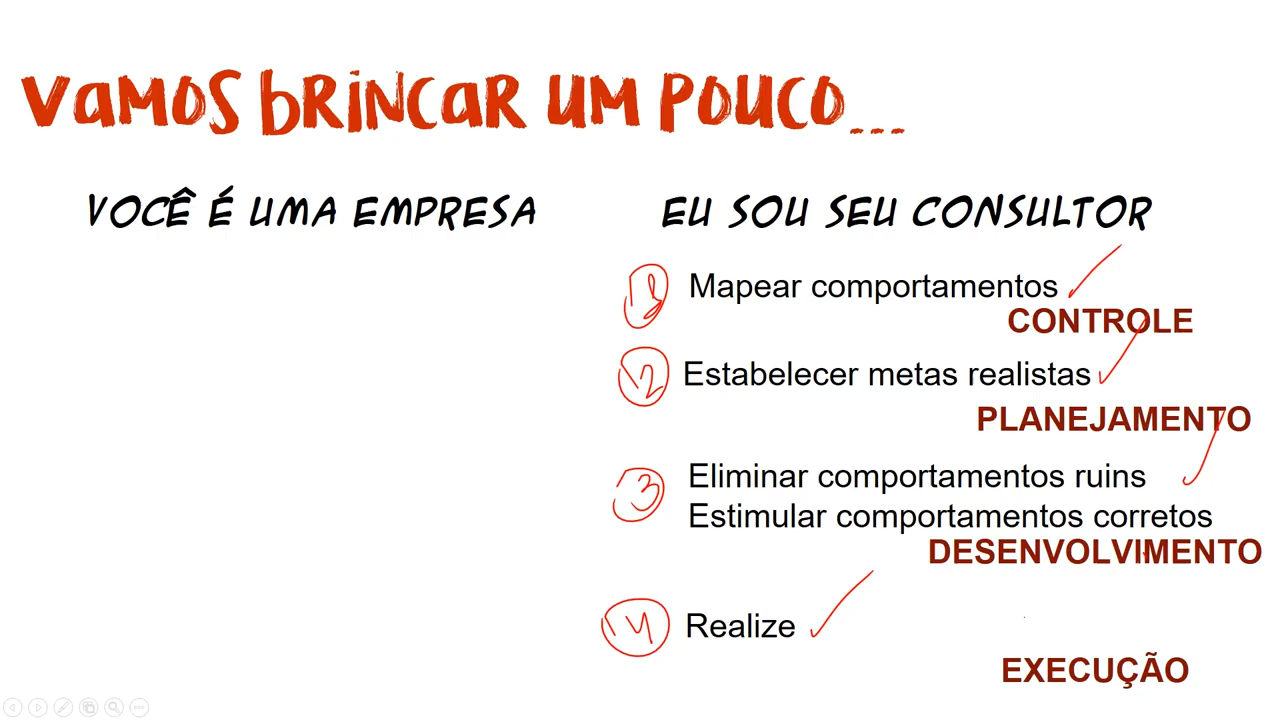 VAMOS BRINCAR UM POUCO...
VOCÊ É UMA EMPRESA
EU SOU SEU CONSULTOR
1 Mapear comportamentos
CONTROLE
2 Estabelecer metas realistas
PLANEJAMENTO
3 Eliminar comportamentos ruins
Estimular comportamentos corretos
DESENVOLVIMENTO
4 Realize
EXECUÇÃO